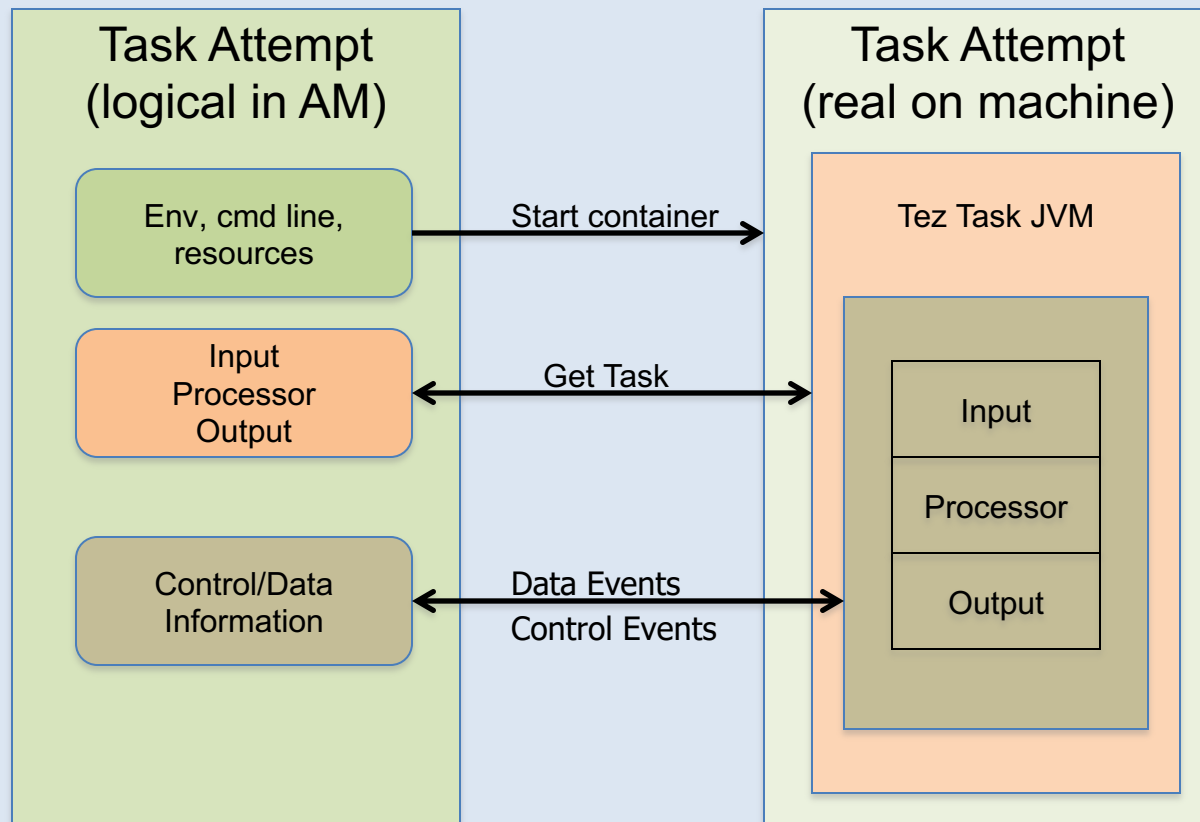 Task Attempt
(logical in AM)
Task Attempt
(real on machine)
Env, cmd line,
resources
Start container
Tez Task JVM
Input
Processor
Output
Get Task
Input
Processor
Output
Control/Data
Information
Data Events
Control Events